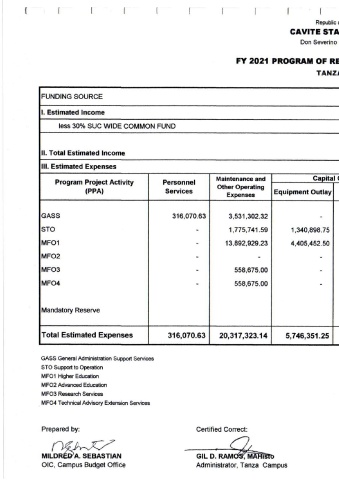 Republic
CAVITE STA
Don Severino
FY 2021 PROGRAM OF RE
TANZA
FUNDING SOURCE
I. Estimated Income
less 30% SUC WIDE COMMON FUND
II. Total Estimated Income
III. Estimated Expenses
Program Project Activity (PPA) Personnel Services Maintenance and Other Operating Expenses Capital
Equipment Outlay
GASS 316,070.63 3,531,302.32 -
STO - 1,775,741.59 1,340,898.75
MFO1 - 13,892,929.23 4,405,452.50
MFO2 - - -
MFO3 - 558,675.00 -
MFO4 - 558,675.00 -
Mandatory Reserve
Total Estimated Expenses 316,070.63 20,317,323.14 5,746,351.25
GASS General Administration Support Services
STO Support to Operation
MFO1 Higher Education
MFO2 Advanced Education
MFO3 Research Services
MFO4 Technical Advisory Extension Services
Prepared by: Certified Correct:
MILDRED A. SEBASTIAN GIL D. RAMOS, MAHisto
OIC, Campus Budget Office Administrator, Tanza Campus